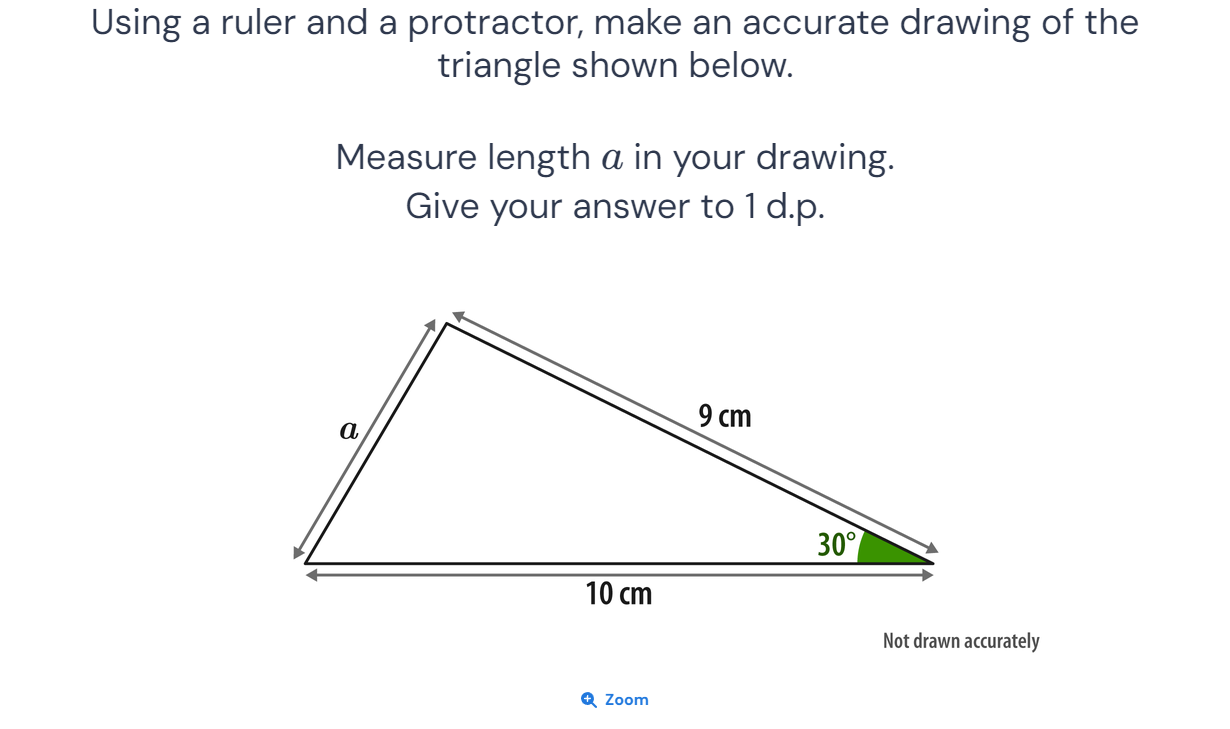 Using a ruler and a protractor, make an accurate drawing of the
triangle shown below.
Measure length a in your drawing.
Give your answer to 1 d.p.
a
9 cm
30°
10 cm
Not drawn accurately
Zoom